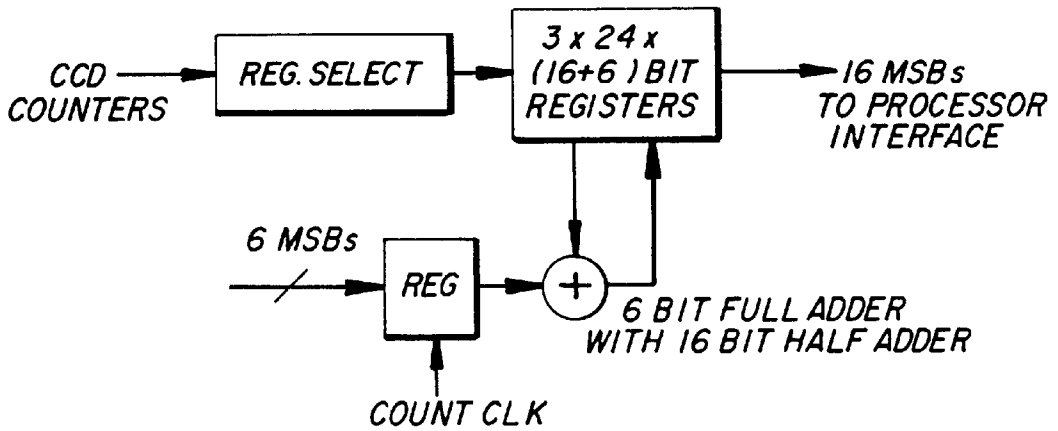 CCD
COUNTERS
REG. SELECT
3 x 24 x
(16+6) BIT
REGISTERS
16 MSBs
TO PROCESSOR
INTERFACE
6 MSBs
REG
+
6 BIT FULL ADDER
WITH 16 BIT HALF ADDER
COUNT CLK